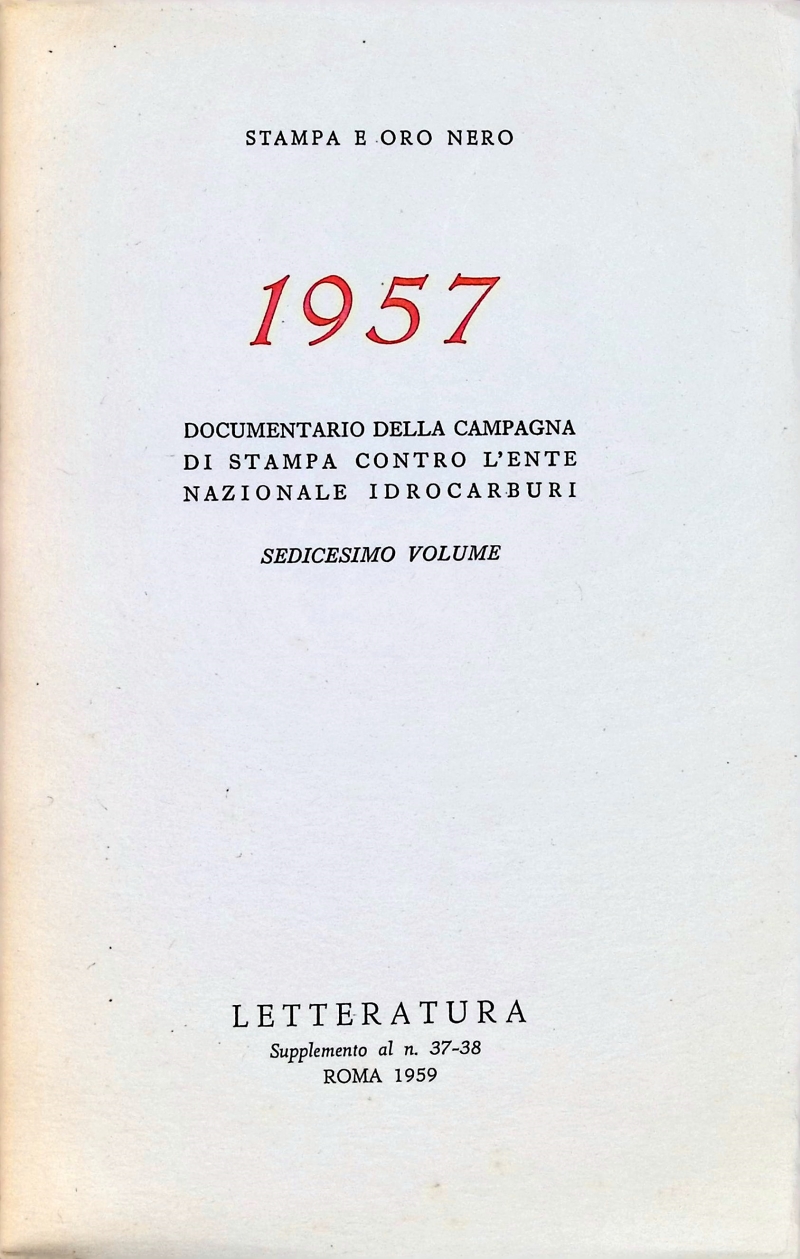 STAMPA E ORO NERO
1957
DOCUMENTARIO DELLA CAMPAGNA
DI STAMPA CONTRO L'ENTE
NAZIONALE IDROCARBURI
SEDICESIMO VOLUME
LETTERATURA
Supplemento al n. 37-38
ROMA 1959